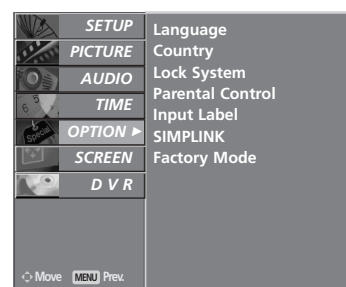 SETUP
PICTURE
AUDIO
TIME
OPTION ►
SCREEN
D V R
Language
Country
Lock System
Parental Control
Input Label
SIMPLINK
Factory Mode
Special
Move MENU Prev.